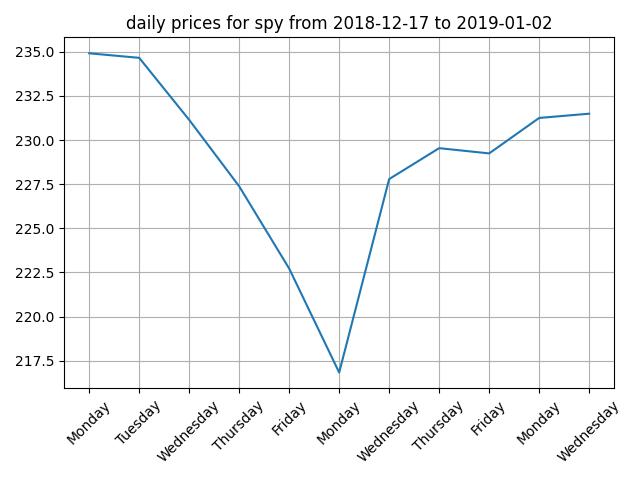 daily prices for spy from 2018-12-17 to 2019-01-02
235.0
232.5
230.0
227.5
225.0
222.5
220.0
217.5
Monday
Tuesday
Wednesday
Thursday
Friday
Monday
Wednesday
Thursday
Friday
Monday
Wednesday